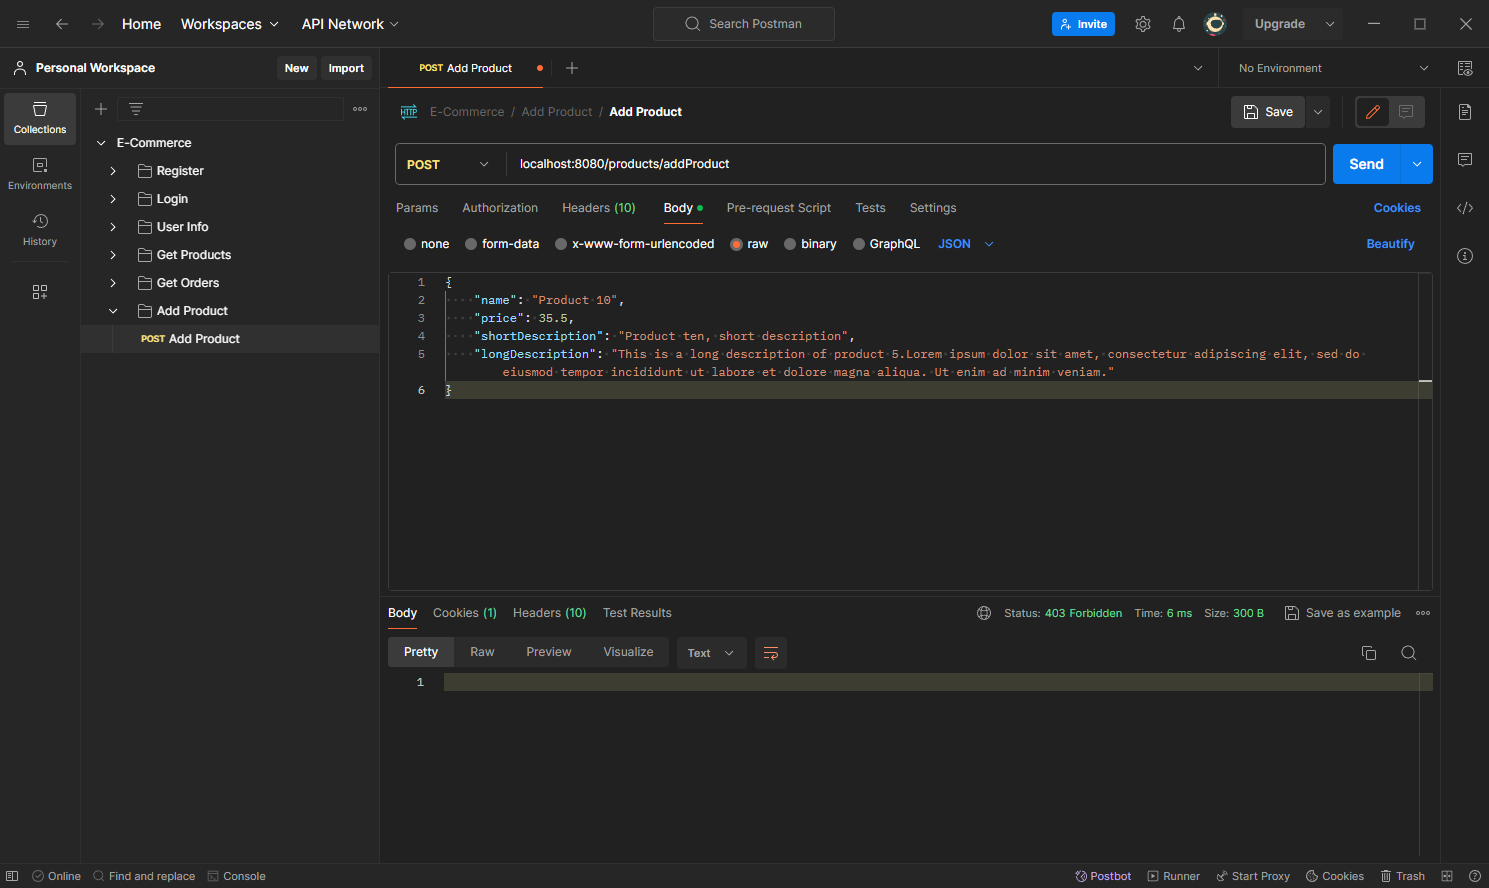 Home Workspaces API Network Search Postman Invite Upgrade
Personal Workspace New Import POST Add Product No Environment
Collections
Environments
History
E-Commerce
Register
Login
User Info
Get Products
Get Orders
Add Product
POST Add Product
HTTP E-Commerce / Add Product / Add Product Save
POST localhost:8080/products/addProduct Send
Params Authorization Headers (10) Body Pre-request Script Tests Settings Cookies
none form-data x-www-form-urlencoded raw binary GraphQL JSON Beautify
1 {
2 "name": "Product 10",
3 "price": 35.5,
4 "shortDescription": "Product ten, short description",
5 "longDescription": "This is a long description of product 5.Lorem ipsum dolor sit amet, consectetur adipiscing elit, sed do
eiusmod tempor incididunt ut labore et dolore magna aliqua. Ut enim ad minim veniam."
6 }
Body Cookies (1) Headers (10) Test Results Status: 403 Forbidden Time: 6 ms Size: 300 B Save as example
Pretty Raw Preview Visualize Text
1
Online Find and replace Console Postbot Runner Start Proxy Cookies Trash